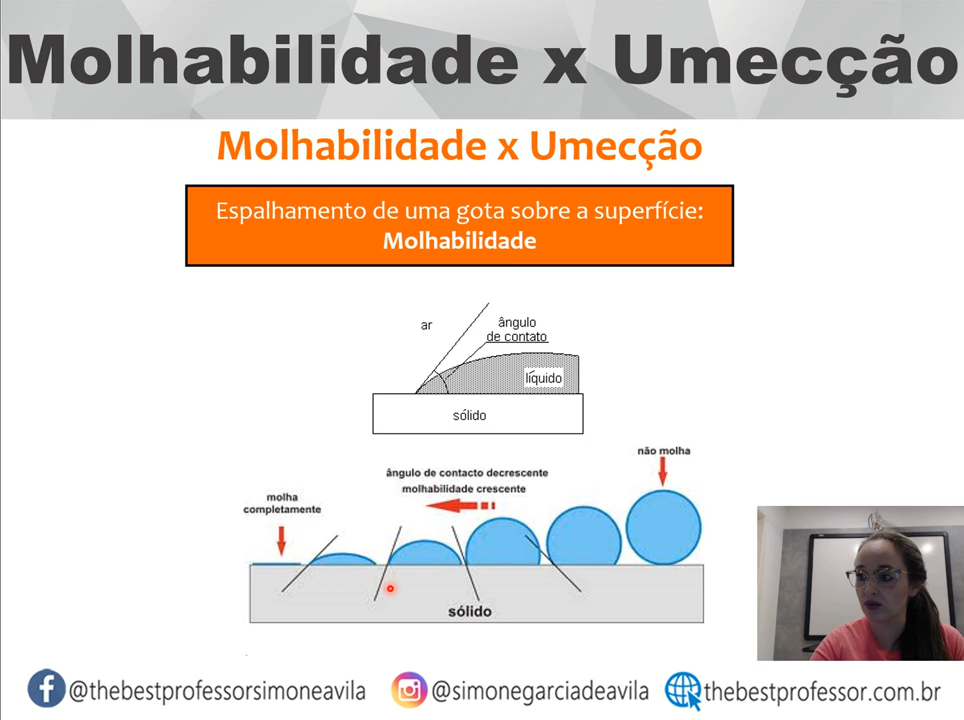 Molhabilidade x Umecção
Molhabilidade x Umecção
Espalhamento de uma gota sobre a superfície:
Molhabilidade
ar
ângulo
de contato
líquido
sólido
não molha
ângulo de contacto decrescente
molhabilidade crescente
molha
completamente
sólido
@thebestprofessorsimoneavila
@simonegarciadeavila
thebestprofessor.com.br